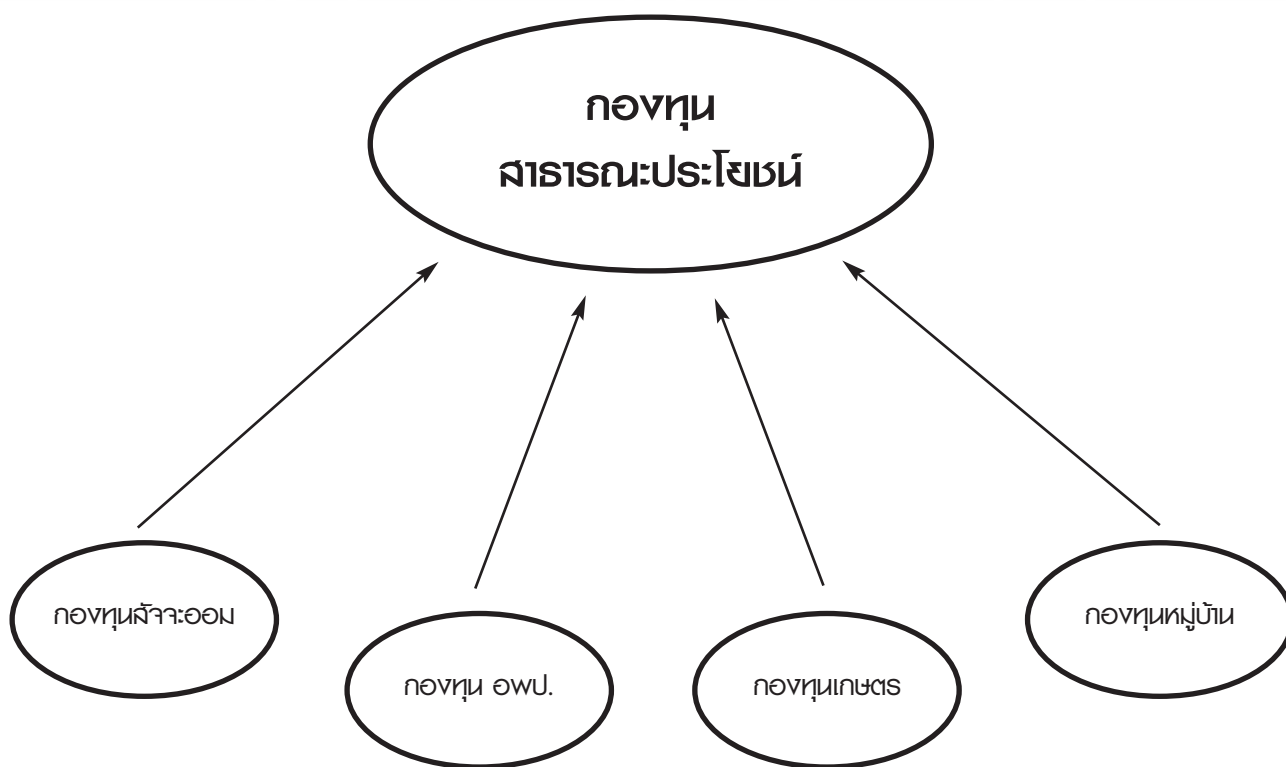 กองทุน
สาธารณะประโยชน์
กองทุนสัจจะออม
กองทุน อพป.
กองทุนเกษตร
กองทุนหมู่บ้าน